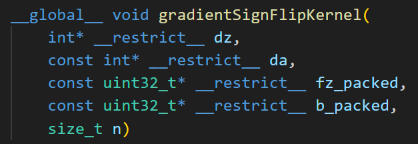 __global__ void gradientSignFlipKernel(
    int* __restrict__ dz,
    const int* __restrict__ da,
    const uint32_t* __restrict__ fz_packed,
    const uint32_t* __restrict__ b_packed,
    size_t n)